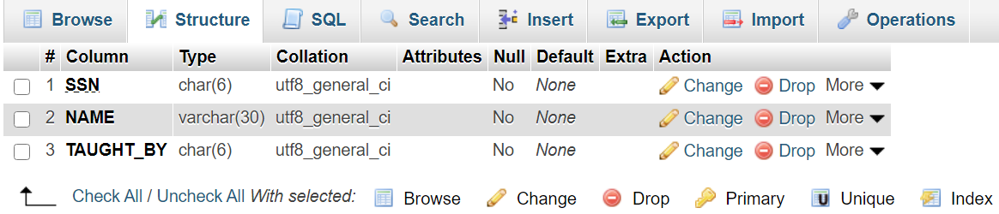 Browse Structure SQL Search Insert Export Import Operations
# Column Type Collation Attributes Null Default Extra Action
1 SSN char(6) utf8_general_ci No None Change Drop More
2 NAME varchar(30) utf8_general_ci No None Change Drop More
3 TAUGHT_BY char(6) utf8_general_ci No None Change Drop More
Check All / Uncheck All With selected: Browse Change Drop Primary U Unique Index